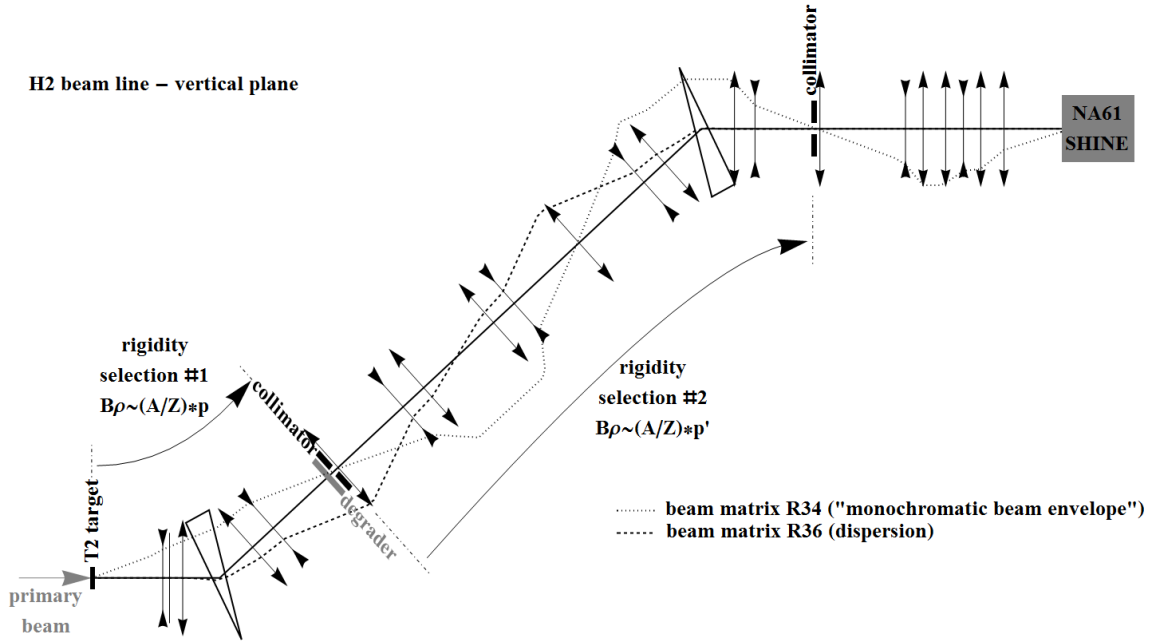 H2 beam line – vertical plane
collimator
NA61
SHINE
rigidity
selection #1
Bρ~(A/Z)*p
collimator
rigidity
selection #2
Bρ~(A/Z)*p'
degrader
T2 target
primary
beam
beam matrix R34 ("monochromatic beam envelope")
beam matrix R36 (dispersion)